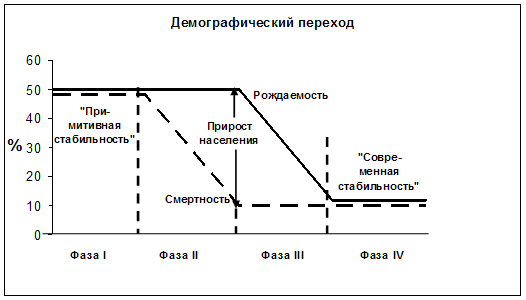 Демографический переход
60
50
40
30
20
10
0
%
"При-
митивная
стабильность"
Прирост
населения
Рождаемость
Смертность
"Совре-
менная
стабильность"
Фаза I
Фаза II
Фаза III
Фаза IV